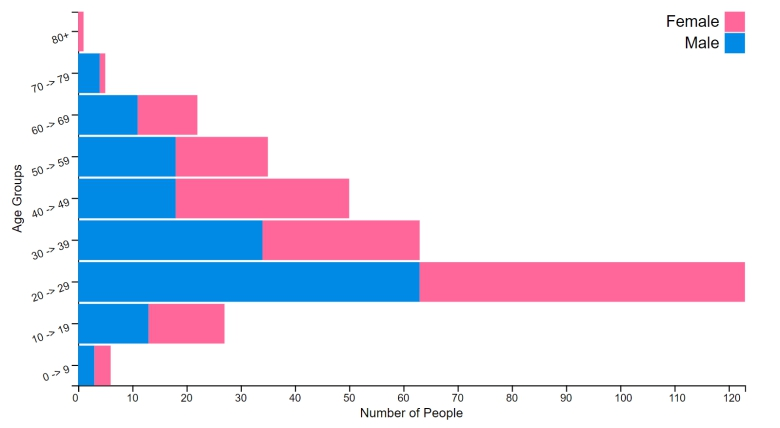 Female
Male
80+
70 -> 79
60 -> 69
50 -> 59
40 -> 49
30 -> 39
20 -> 29
10 -> 19
0 -> 9
Age Groups
0 10 20 30 40 50 60 70 80 90 100 110 120
Number of People